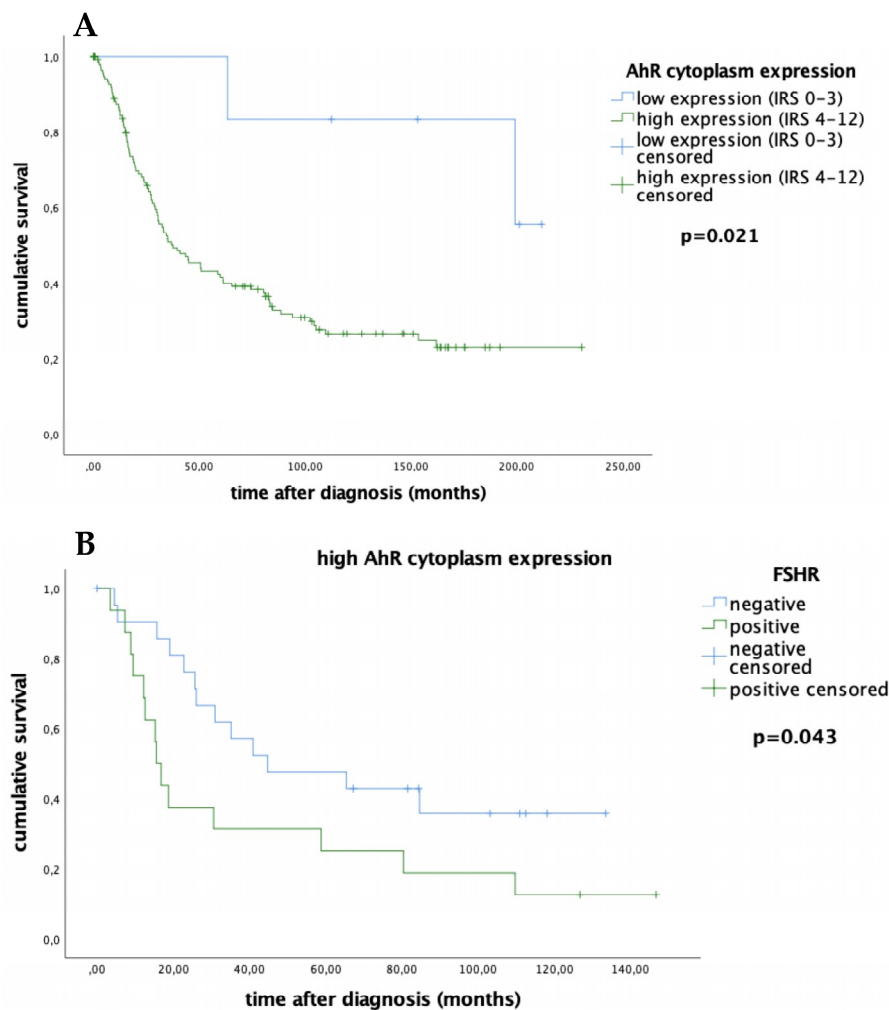 A
AhR cytoplasm expression
low expression (IRS 0–3)
high expression (IRS 4–12)
low expression (IRS 0–3)
censored
high expression (IRS 4–12)
censored
p=0.021
cumulative survival
1,0
0,8
0,6
0,4
0,2
0,0
,00 50,00 100,00 150,00 200,00 250,00
time after diagnosis (months)
B
high AhR cytoplasm expression
FSHR
negative
positive
negative
censored
positive censored
p=0.043
cumulative survival
1,0
0,8
0,6
0,4
0,2
0,0
,00 20,00 40,00 60,00 80,00 100,00 120,00 140,00
time after diagnosis (months)